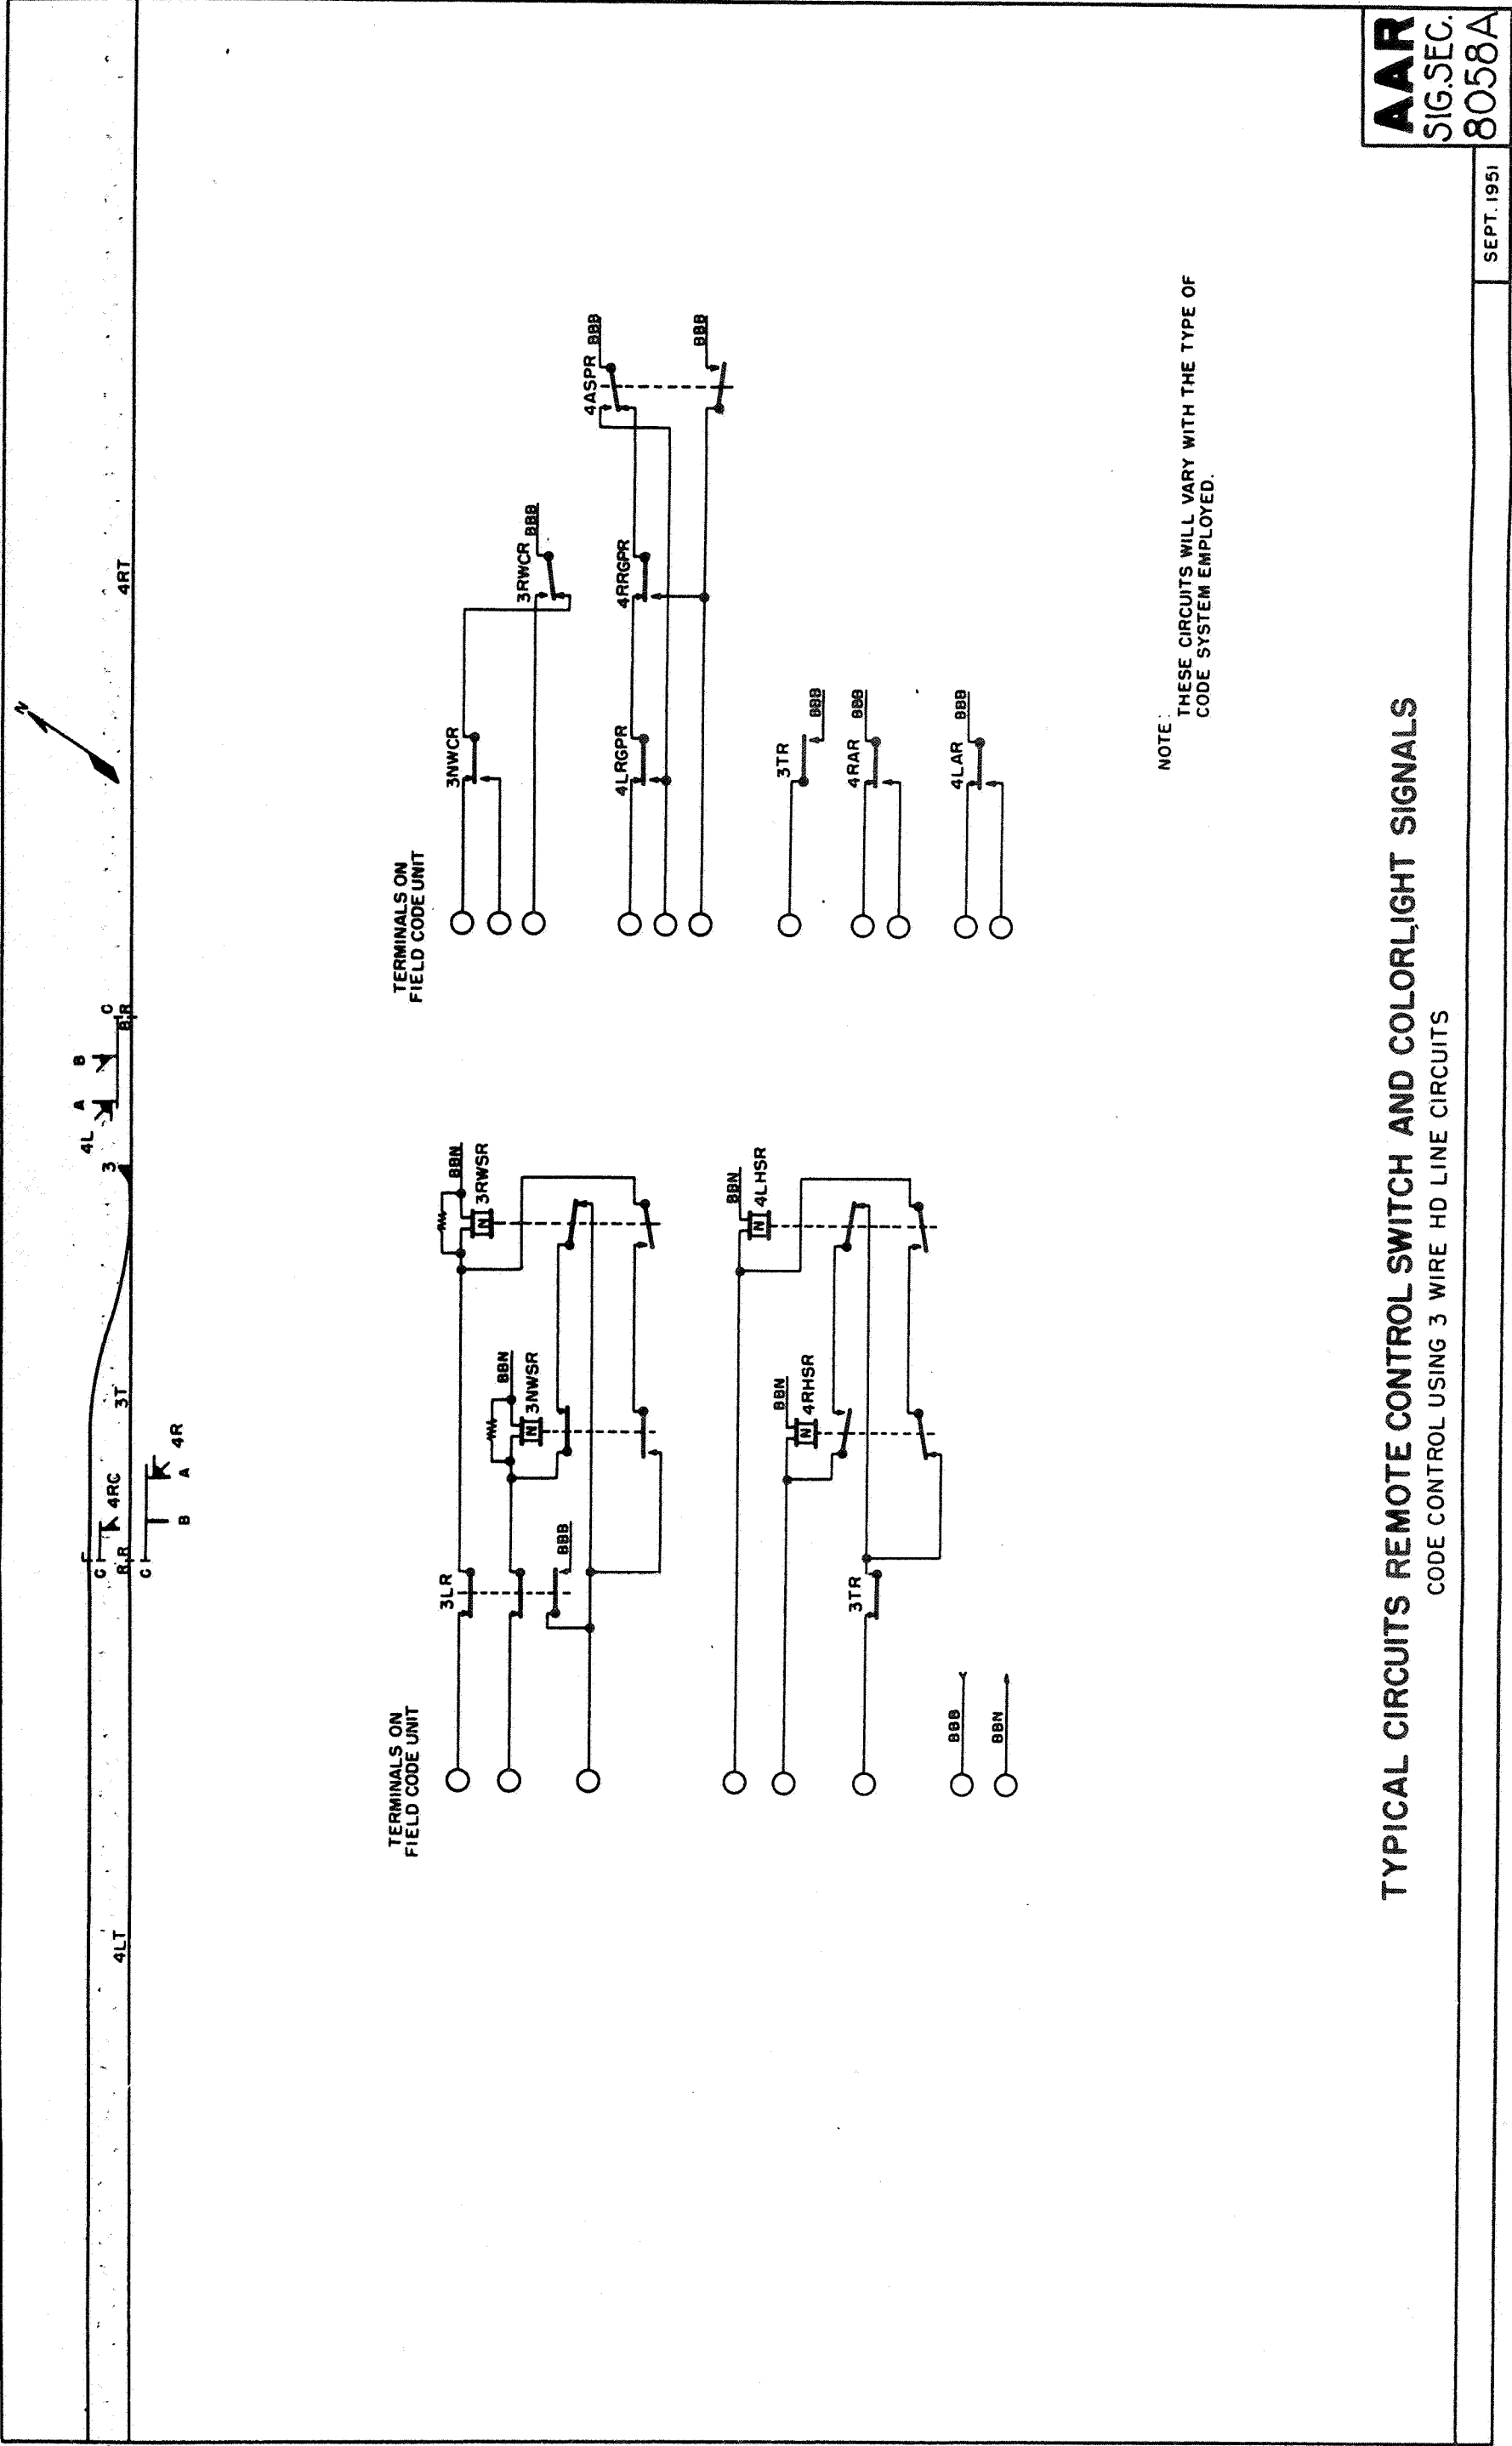 N
4LT
4RC
3T
3
4L
A
B
C
4RT
C
R R
B R
C
4R
B
A
TERMINALS ON
FIELD CODE UNIT
3LR
BBN
3RWSR
N
BBN
3NWSR
N
BBB
BBN
4LHSR
N
BBN
4RHSR
N
3TR
BBB
BBN
TERMINALS ON
FIELD CODE UNIT
3NWCR
3RWCR
BBB
4ASPR
BBB
4LRGPR
4RRGPR
BBB
3TR
BBB
4RAR
BBB
4LAR
BBB
NOTE:
THESE CIRCUITS WILL VARY WITH THE TYPE OF
CODE SYSTEM EMPLOYED.
TYPICAL CIRCUITS REMOTE CONTROL SWITCH AND COLORLIGHT SIGNALS
CODE CONTROL USING 3 WIRE HD LINE CIRCUITS
SEPT. 1951
AAR
SIG. SEC.
8058A